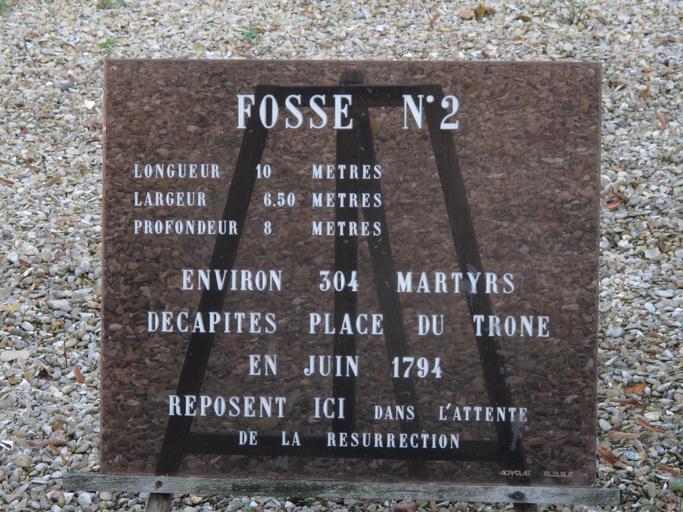 FOSSE N°2
LONGUEUR 10 METRES
LARGEUR 6.50 METRES
PROFONDEUR 8 METRES
ENVIRON 304 MARTYRS
DECAPITES PLACE DU TRONE
EN JUIN 1794
REPOSENT ICI DANS L'ATTENTE
DE LA RESURRECTION